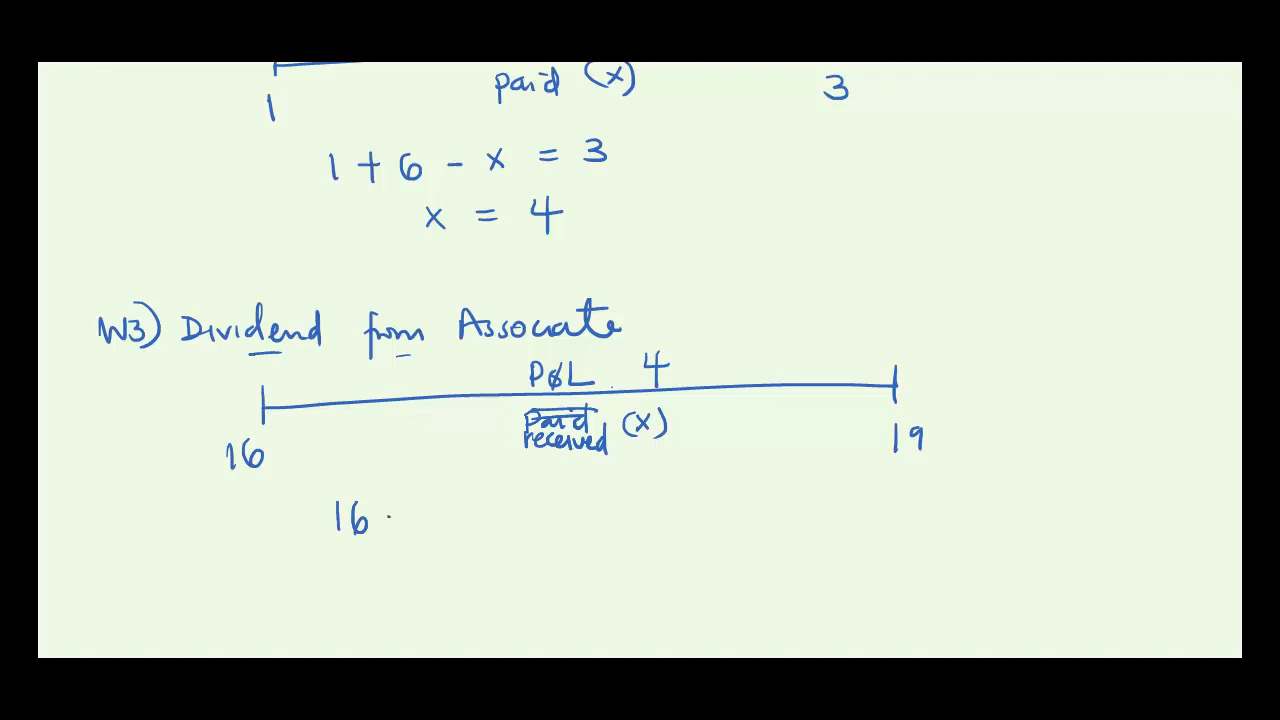 paid (x) 3
1
1 + 6 - x = 3
x = 4
W3) Dividend from Associate
P&L 4
paid (x)
received
16 19
16